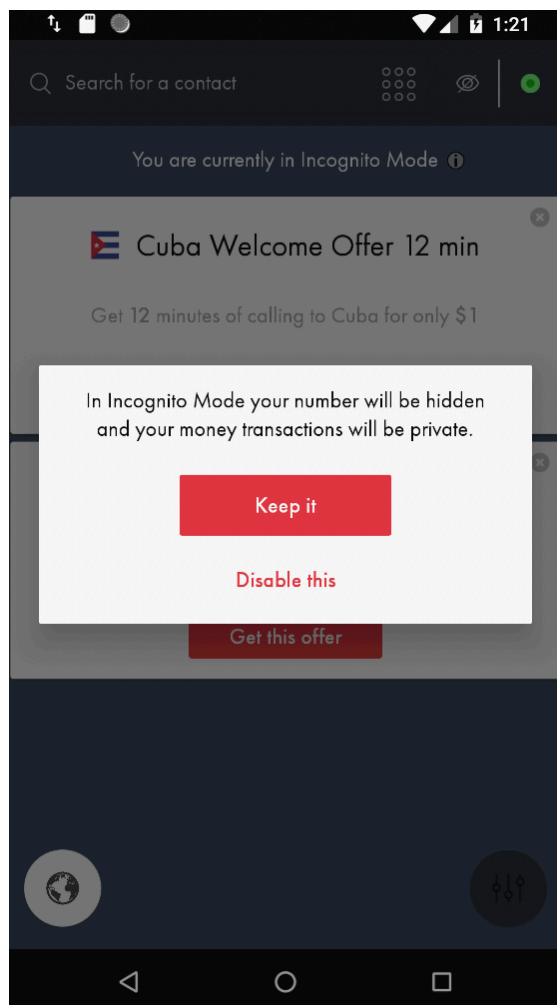 1:21
Search for a contact
You are currently in Incognito Mode
Cuba Welcome Offer 12 min
Get 12 minutes of calling to Cuba for only $1
In Incognito Mode your number will be hidden
and your money transactions will be private.
Keep it
Disable this
Get this offer